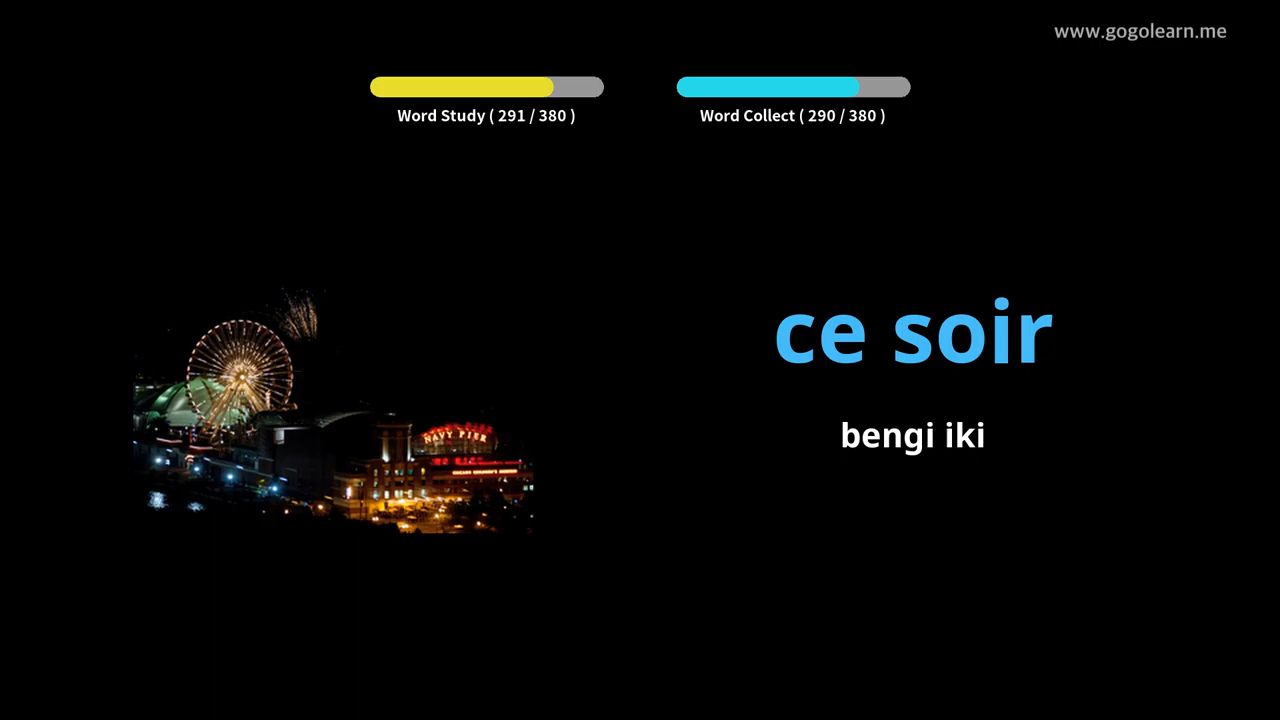 www.gogolearn.me
Word Study ( 291 / 380 )
Word Collect ( 290 / 380 )
ce soir
bengi iki
NAVY PIER